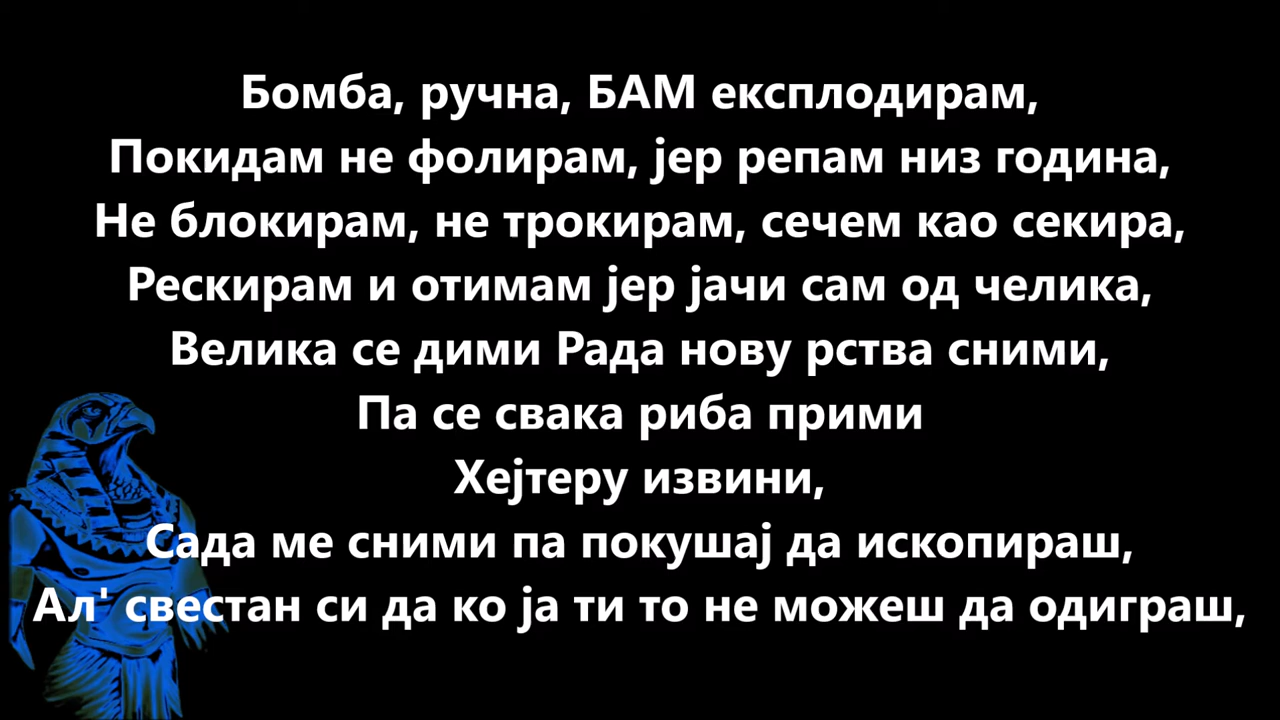 Бомба, ручна, БАМ експлодирам,
Покидам не фолирам, јер репам низ година,
Не блокирам, не трокирам, сечем као секира,
Рескирам и отимам јер јачи сам од челика,
Велика се дими Рада нову рства сними,
Па се свака риба прими
Хејтеру извини,
Сада ме сними па покушај да ископираш,
Ал' свестан си да ко ја ти то не можеш да одиграш,